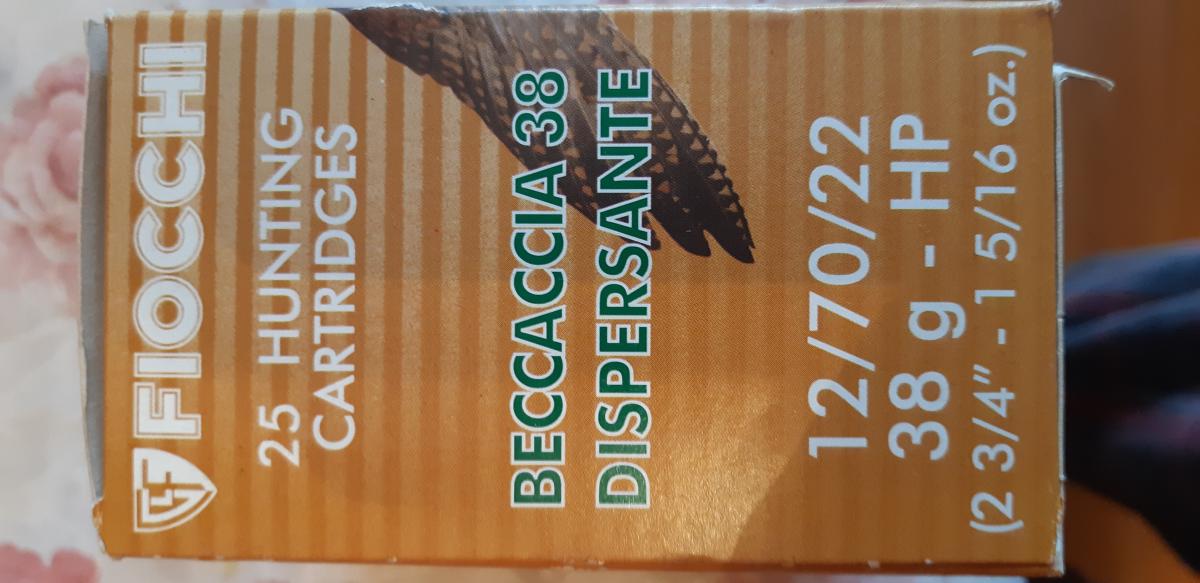 FIOCCHI
25 HUNTING
CARTRIDGES
BECCACCIA 38
DISPERSANTE
12/70/22
38 g - HP
(2 3/4" - 1 5/16 oz.)